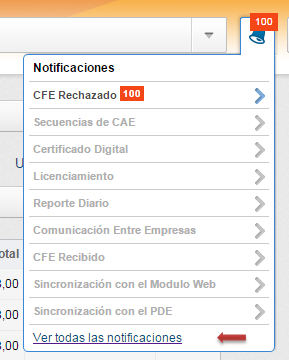 100
Notificaciones
CFE Rechazado 100
Secuencias de CAE
Certificado Digital
Licenciamiento
Reporte Diario
Comunicación Entre Empresas
CFE Recibido
Sincronización con el Modulo Web
Sincronización con el PDE
Ver todas las notificaciones
U
otal
,00
,00
,00